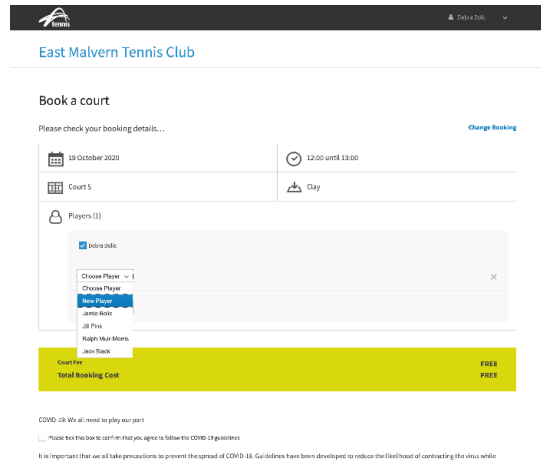 tennis
Debra Bolic
East Malvern Tennis Club
Book a court
Please check your booking details...
Change Booking
19 October 2020
12:00 until 13:00
Court 5
Clay
Players (1)
Debra Bolic
Choose Player
Choose Player
New Player
Jamie Bolic
Jill Pink
Ralph Muir-Morris
Jack Black
Court Fee
FREE
Total Booking Cost
FREE
COVID-19: We all need to play our part
Please tick this box to confirm that you agree to follow the COVID 19 guidelines
It is important that we all take precautions to prevent the spread of COVID-19. Guidelines have been developed to reduce the likelihood of contracting the virus while